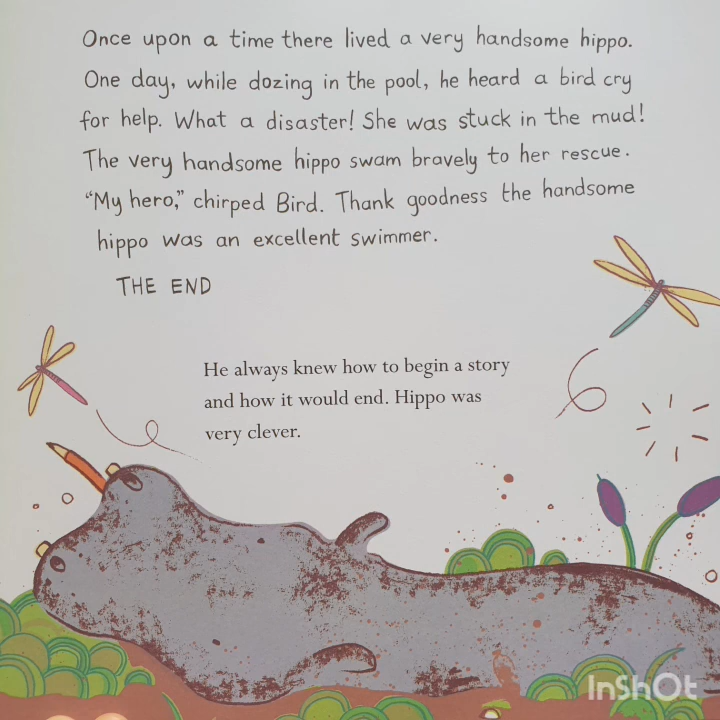 Once upon a time there lived a very handsome hippo.
One day, while dozing in the pool, he heard a bird cry
for help. What a disaster! She was stuck in the mud!
The very handsome hippo swam bravely to her rescue.
“My hero,” chirped Bird. Thank goodness the handsome
hippo was an excellent swimmer.
THE END
He always knew how to begin a story
and how it would end. Hippo was
very clever.
InShOt